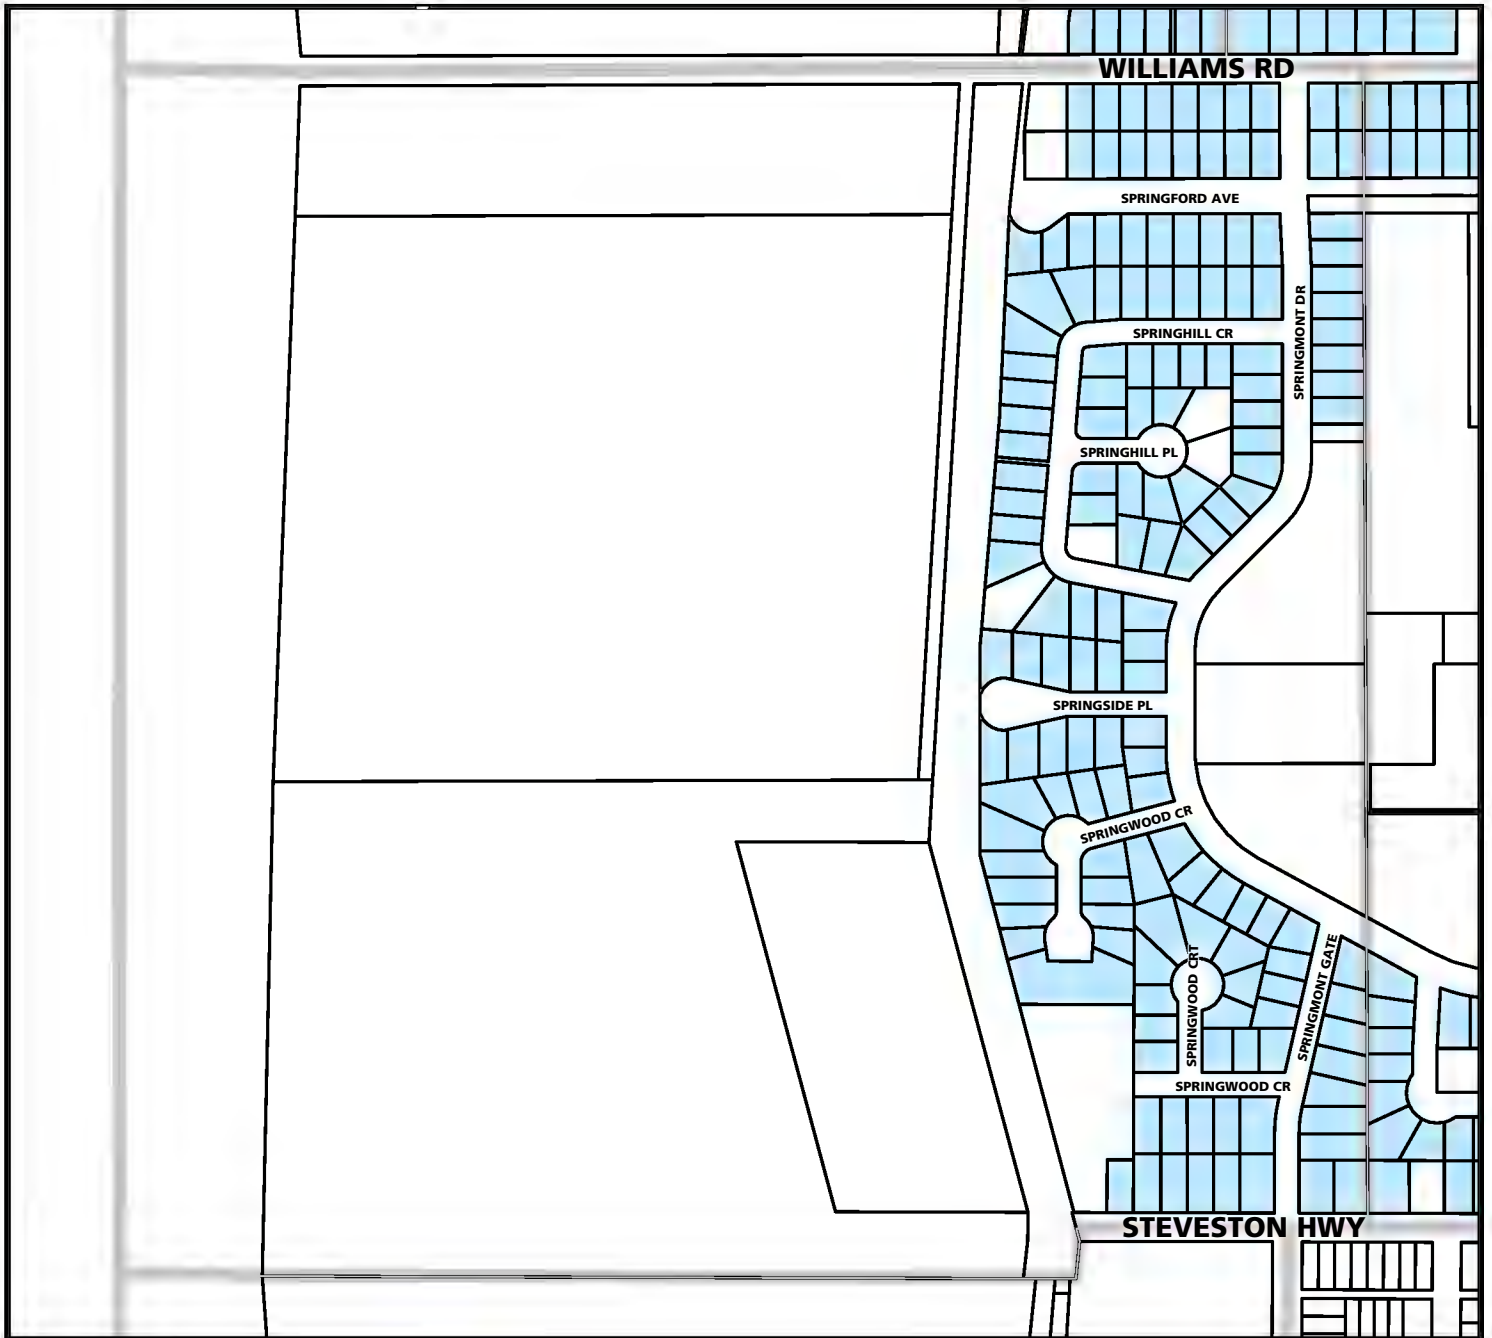 WILLIAMS RD
SPRINGFORD AVE
SPRINGMONT DR
SPRINGHILL CR
SPRINGHILL PL
SPRINGSIDE PL
SPRINGWOOD CR
SPRINGWOOD CRT
SPRINGMONT GATE
SPRINGWOOD CR
STEVESTON HWY